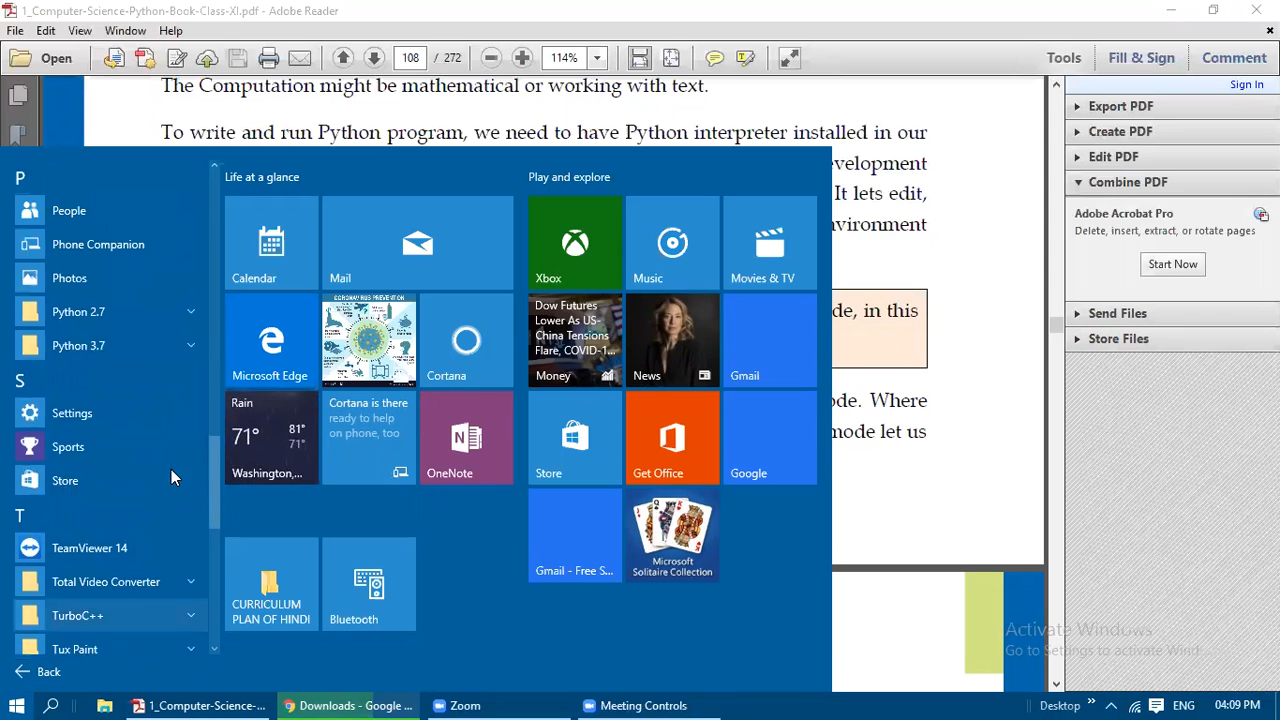 1_Computer-Science-Python-Book-Class-XI.pdf - Adobe Reader
File Edit View Window Help
Open 108 / 272 114% Tools Fill & Sign Comment
Sign In
Export PDF
Create PDF
Edit PDF
Combine PDF
Adobe Acrobat Pro
Delete, insert, extract, or rotate pages
Start Now
Send Files
Store Files
The Computation might be mathematical or working with text.
To write and run Python program, we need to have Python interpreter installed in our
velopment
It lets edit,
nvironment
de, in this
ode. Where
mode let us
P
People
Phone Companion
Photos
Python 2.7
Python 3.7
S
Settings
Sports
Store
T
TeamViewer 14
Total Video Converter
TurboC++
Tux Paint
Back
Life at a glance
Calendar
Mail
Microsoft Edge
CORONAVIRUS PREVENTION
Cortana
Rain
71° 81°
71°
Washington,...
Cortana is there
ready to help
on phone, too
OneNote
CURRICULUM
PLAN OF HINDI
Bluetooth
Play and explore
Xbox
Music
Movies & TV
Dow Futures
Lower As US-
China Tensions
Flare, COVID-1...
Money
News
Gmail
Store
Get Office
Google
Gmail - Free S...
Microsoft
Solitaire Collection
Activate Windows
Go to Settings to activate Wind
1_Computer-Science-... Downloads - Google ... Zoom Meeting Controls Desktop ENG 04:09 PM